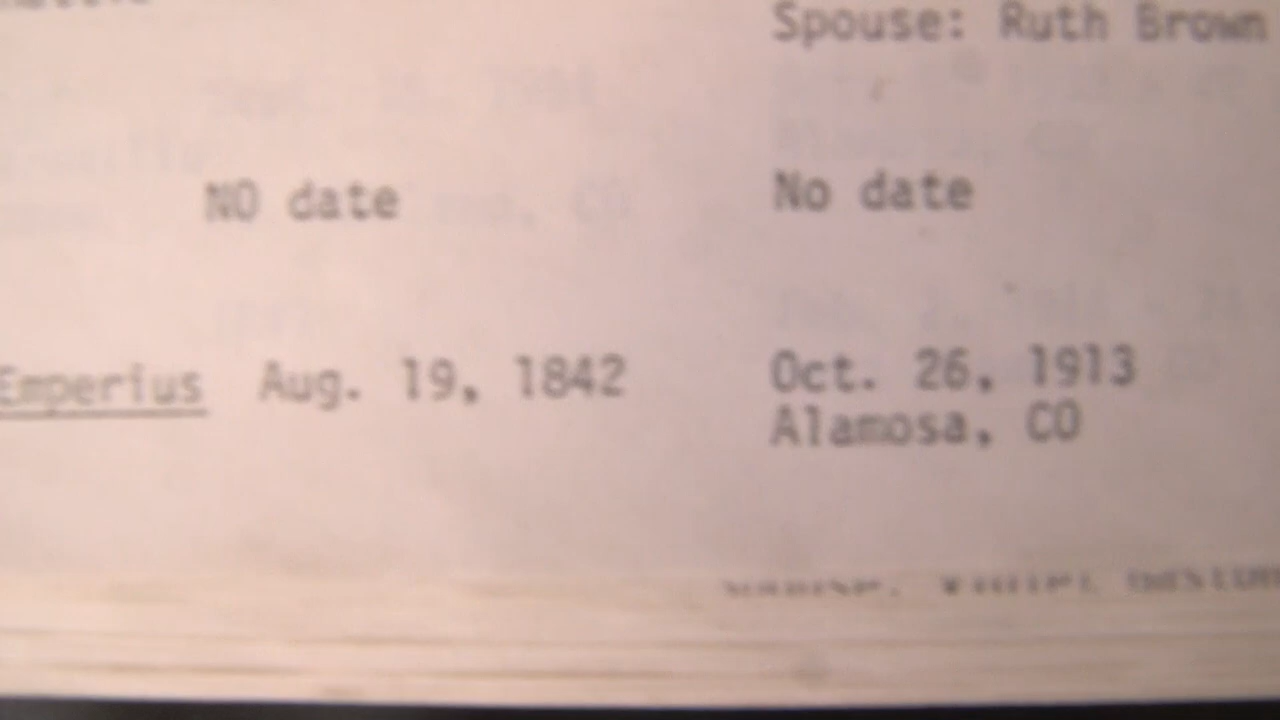 Spouse: Ruth Brown
NO date No date
Emperius Aug. 19, 1842 Oct. 26, 1913
Alamosa, CO